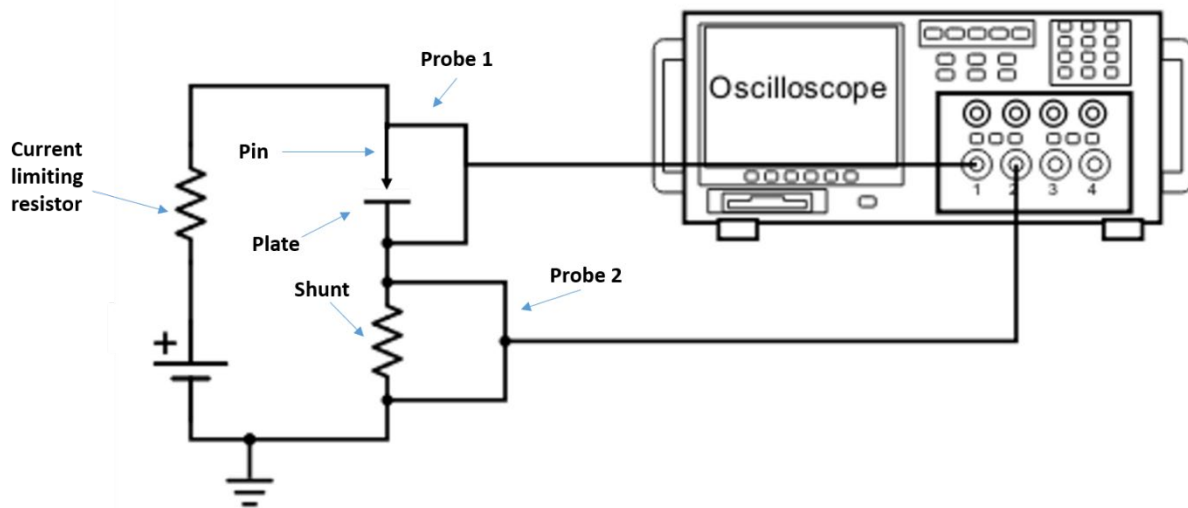 Probe 1
Oscilloscope
Current
limiting
resistor
Pin
1 2 3 4
Plate
Shunt
Probe 2
+